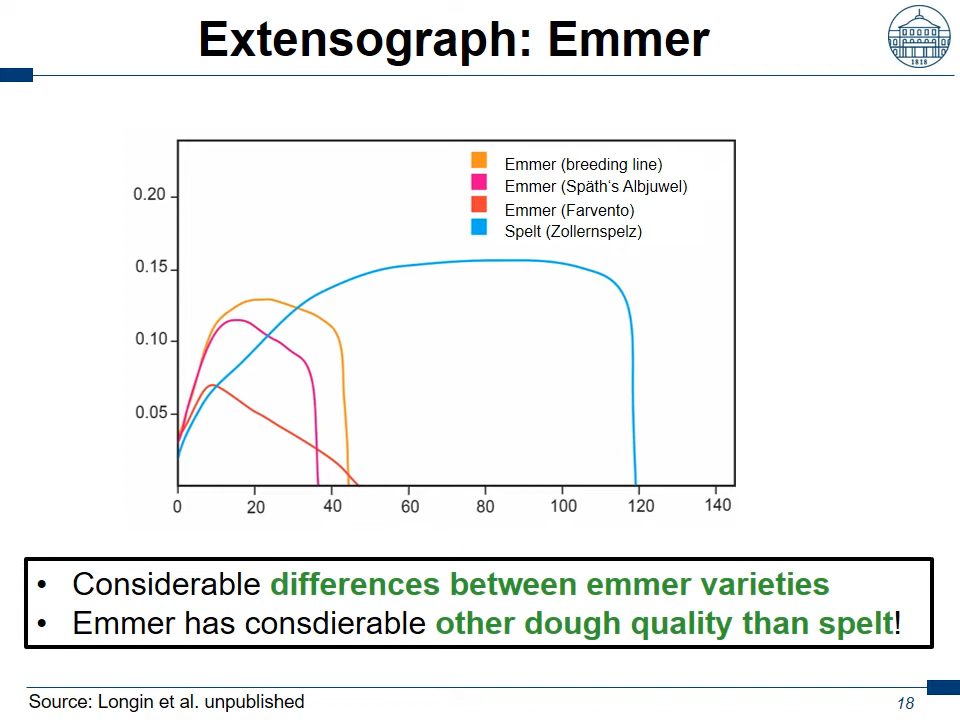 Extensograph: Emmer
1818
Emmer (breeding line)
Emmer (Späth‘s Albjuwel)
Emmer (Farvento)
Spelt (Zollernspelz)
0.20
0.15
0.10
0.05
0 20 40 60 80 100 120 140
• Considerable differences between emmer varieties
• Emmer has consdierable other dough quality than spelt!
Source: Longin et al. unpublished
18